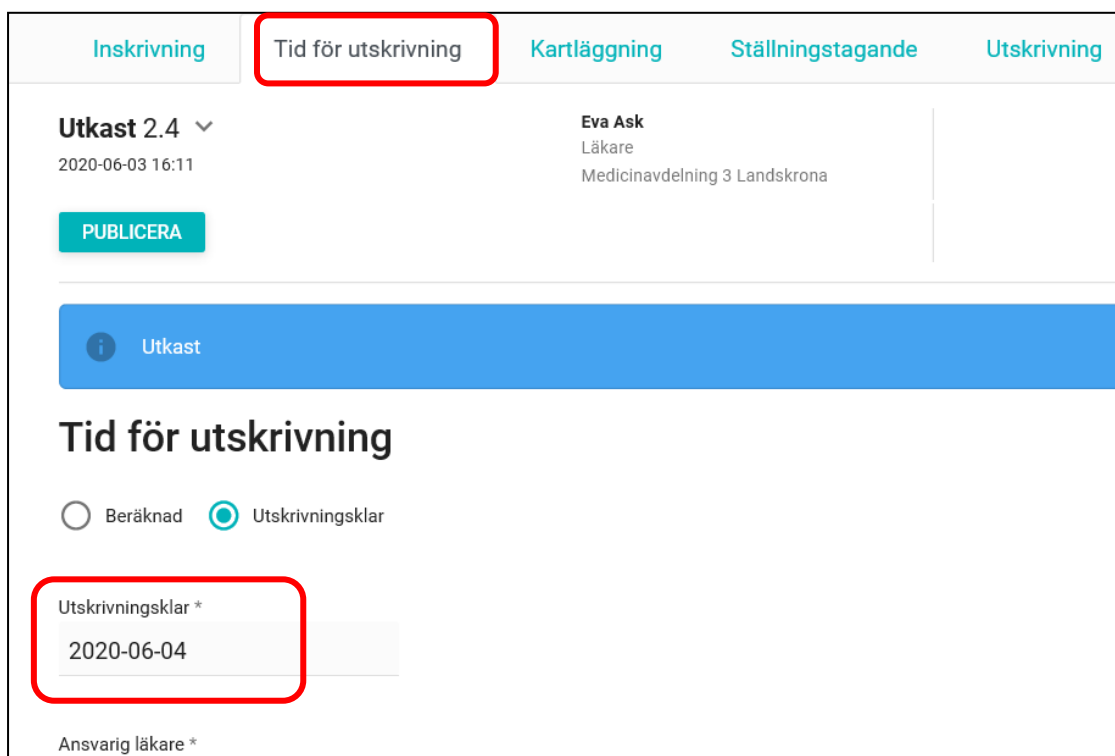 Inskrivning Tid för utskrivning Kartläggning Ställningstagande Utskrivning
Utkast 2.4
2020-06-03 16:11
Eva Ask
Läkare
Medicinavdelning 3 Landskrona
PUBLICERA
Utkast
Tid för utskrivning
Beräknad Utskrivningsklar
Utskrivningsklar *
2020-06-04
Ansvarig läkare *